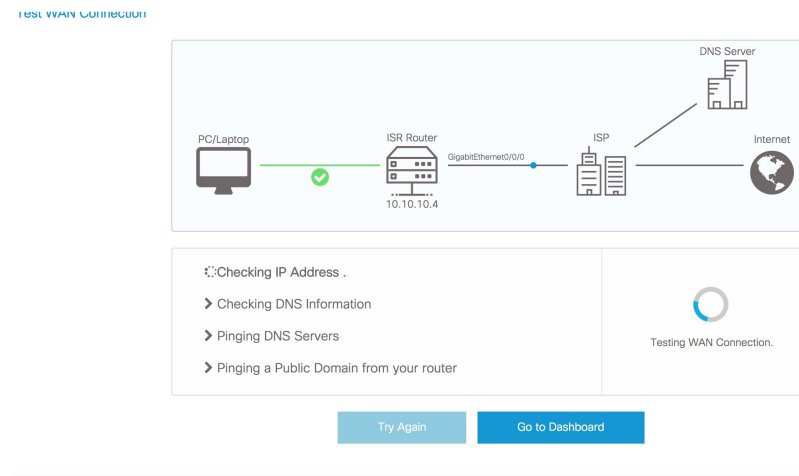 Test WAN Connection
DNS Server
PC/Laptop
ISR Router
ISP
Internet
GigabitEthernet0/0/0
10.10.10.4
Checking IP Address .
Checking DNS Information
Pinging DNS Servers
Pinging a Public Domain from your router
Testing WAN Connection.
Try Again
Go to Dashboard